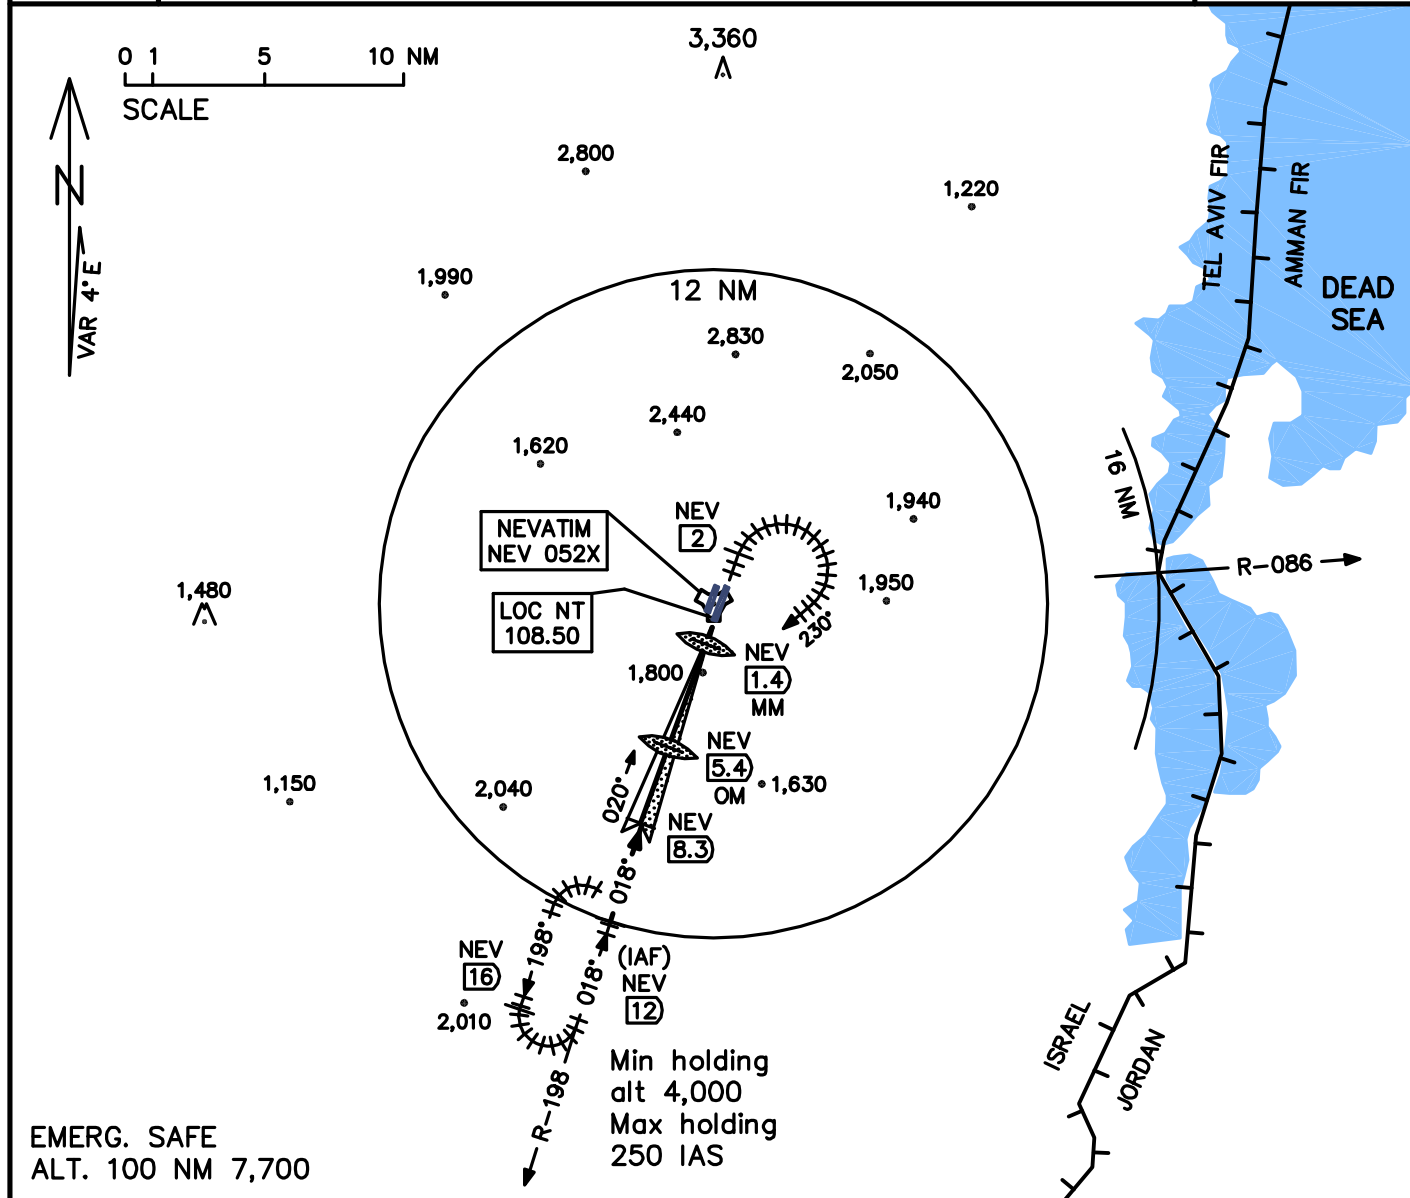 0 1 5 10 NM
SCALE
N
VAR 4°E
3,360
2,800
1,220
1,990
12 NM
2,830
2,050
2,440
1,620
TEL AVIV FIR
AMMAN FIR
DEAD
SEA
16 NM
R-086
NEVATIM
NEV 052X
NEV
2
1,940
1,950
230°
1,480
LOC NT
108.50
1,800
NEV
1.4
MM
NEV
5.4
OM
1,630
1,150
2,040
020°
NEV
8.3
018°
198°
018°
(IAF)
NEV
12
NEV
16
2,010
R-198
Min holding
alt 4,000
Max holding
250 IAS
ISRAEL
JORDAN
EMERG. SAFE
ALT. 100 NM 7,700